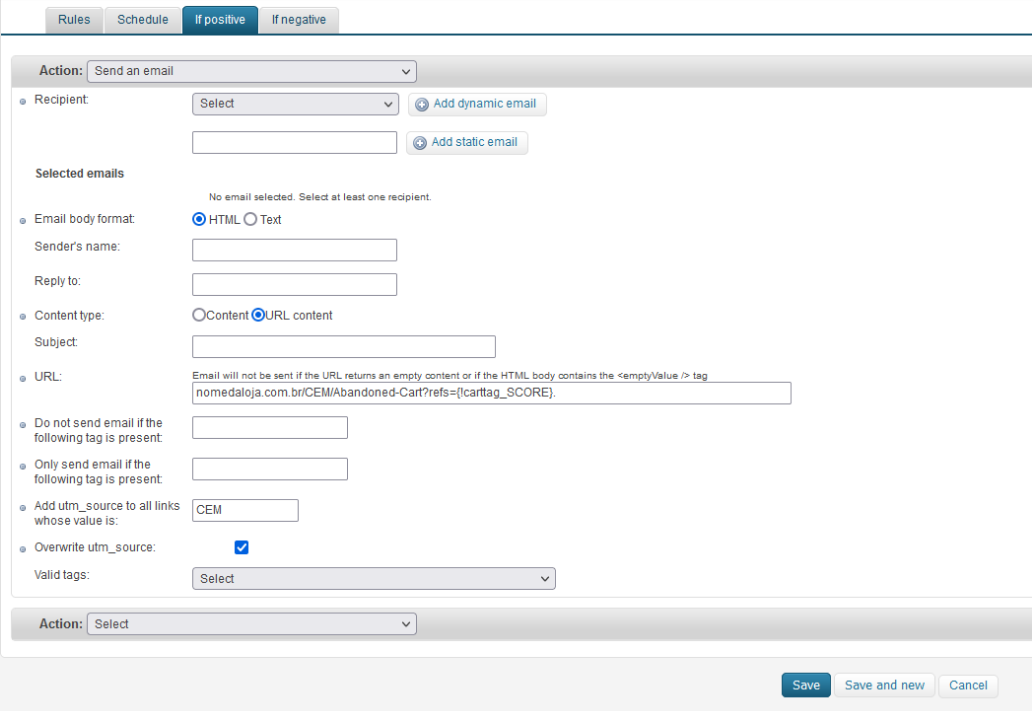 Rules Schedule If positive If negative
Action: Send an email
Recipient: Select Add dynamic email
Add static email
Selected emails
No email selected. Select at least one recipient.
Email body format: HTML Text
Sender's name:
Reply to:
Content type: Content URL content
Subject:
Email will not be sent if the URL returns an empty content or if the HTML body contains the <emptyValue /> tag
URL: nomedaloja.com.br/CEM/Abandoned-Cart?refs={!carttag_SCORE}.
Do not send email if the
following tag is present:
Only send email if the
following tag is present:
Add utm_source to all links
whose value is: CEM
Overwrite utm_source:
Valid tags: Select
Action: Select
Save Save and new Cancel